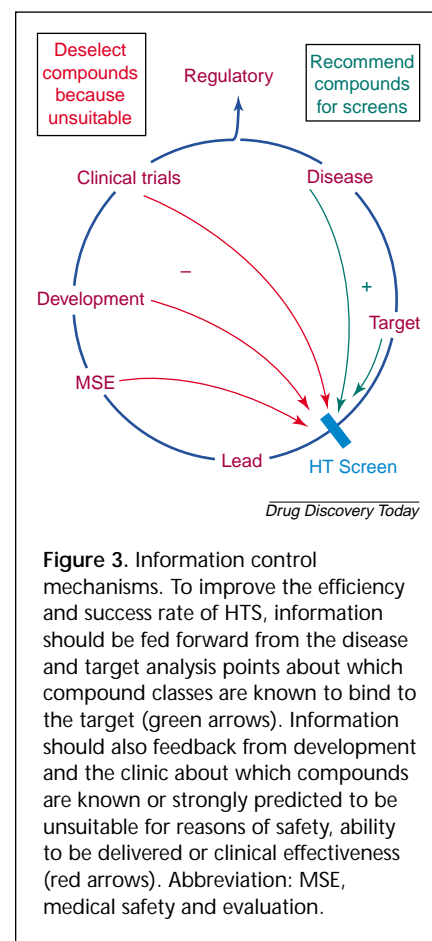 Deselect
compounds
because
unsuitable
Regulatory
Recommend
compounds
for screens
Clinical trials
Disease
–
+
Development
Target
MSE
Lead
HT Screen
Drug Discovery Today
Figure 3. Information control
mechanisms. To improve the efficiency
and success rate of HTS, information
should be fed forward from the disease
and target analysis points about which
compound classes are known to bind to
the target (green arrows). Information
should also feedback from development
and the clinic about which compounds
are known or strongly predicted to be
unsuitable for reasons of safety, ability
to be delivered or clinical effectiveness
(red arrows). Abbreviation: MSE,
medical safety and evaluation.